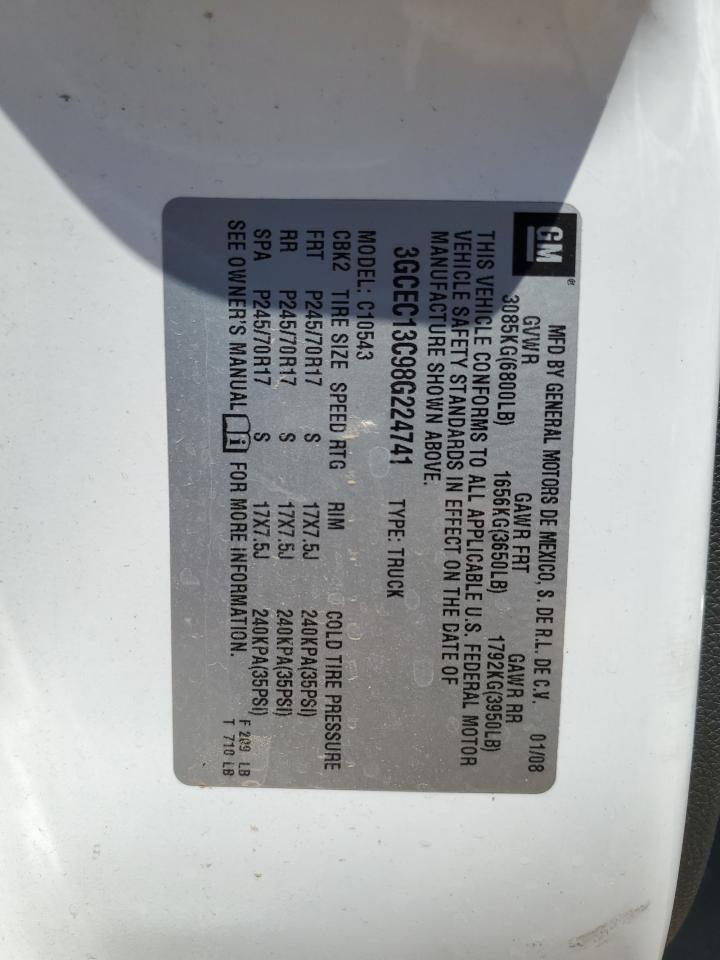 GM®
MFD BY GENERAL MOTORS DE MEXICO, S. DE R.L. DE C.V. 01/08
GVWR GAWR FRT GAWR RR
3085KG(6800LB) 1656KG(3650LB) 1792KG(3950LB)
THIS VEHICLE CONFORMS TO ALL APPLICABLE U.S. FEDERAL MOTOR
VEHICLE SAFETY STANDARDS IN EFFECT ON THE DATE OF
MANUFACTURE SHOWN ABOVE.
3GCEC13C98G224741 TYPE: TRUCK
MODEL: C10543
CBK2 TIRE SIZE SPEED RTG RIM COLD TIRE PRESSURE
FRT P245/70R17 S 17X7.5J 240KPA(35PSI)
RR P245/70R17 S 17X7.5J 240KPA(35PSI)
SPA P245/70R17 S 17X7.5J 240KPA(35PSI)
SEE OWNER'S MANUAL i FOR MORE INFORMATION.
F 209 LB
T 710 LB